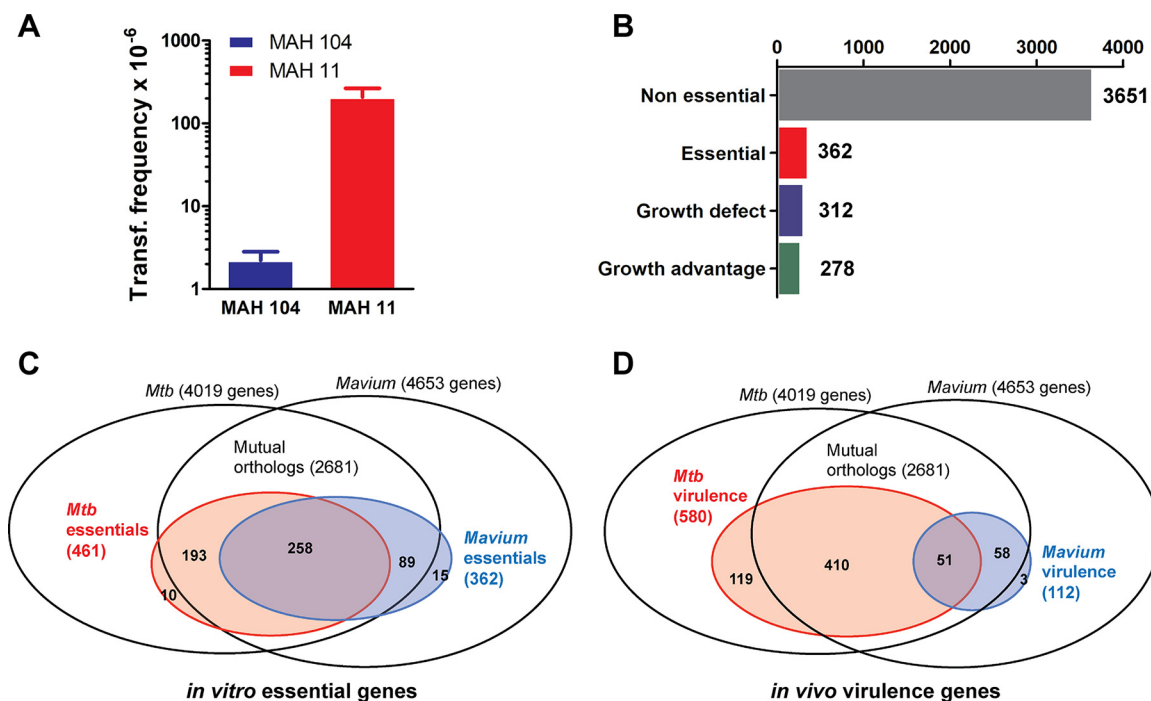 A
Transf. frequency x 10-6
1000
100
10
1
MAH 104
MAH 11
MAH 104
MAH 11
B
0
1000
2000
3000
4000
Non essential
3651
Essential
362
Growth defect
312
Growth advantage
278
C
Mtb (4019 genes)
Mavium (4653 genes)
Mutual
orthologs (2681)
Mtb
essentials
(461)
193
258
89
15
10
Mavium
essentials
(362)
in vitro essential genes
D
Mtb (4019 genes)
Mavium (4653 genes)
Mutual
orthologs (2681)
Mtb
virulence
(580)
119
410
51
58
3
Mavium
virulence
(112)
in vivo virulence genes